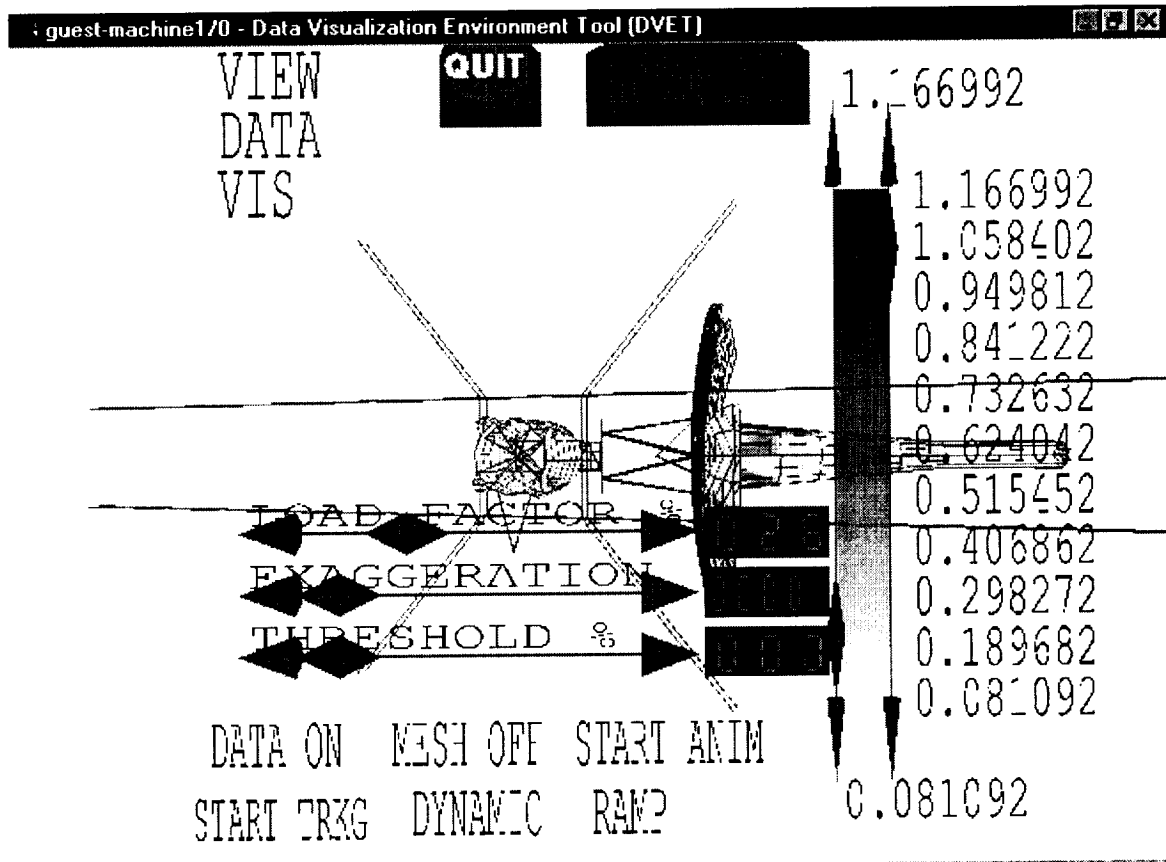 guest-machine1/0 - Data Visualization Environment Tool (DVET)
VIEW
QUIT
DATA
VIS
1.166992
1.166992
1.058402
0.949812
0.841222
0.732632
0.624042
0.515452
0.406862
0.298272
0.189682
0.081092
0.081092
LOAD FACTOR
EXAGGERATION
THRESHOLD
DATA ON MESH OFF START ANIM
START TRKG DYNAMIC RAMP